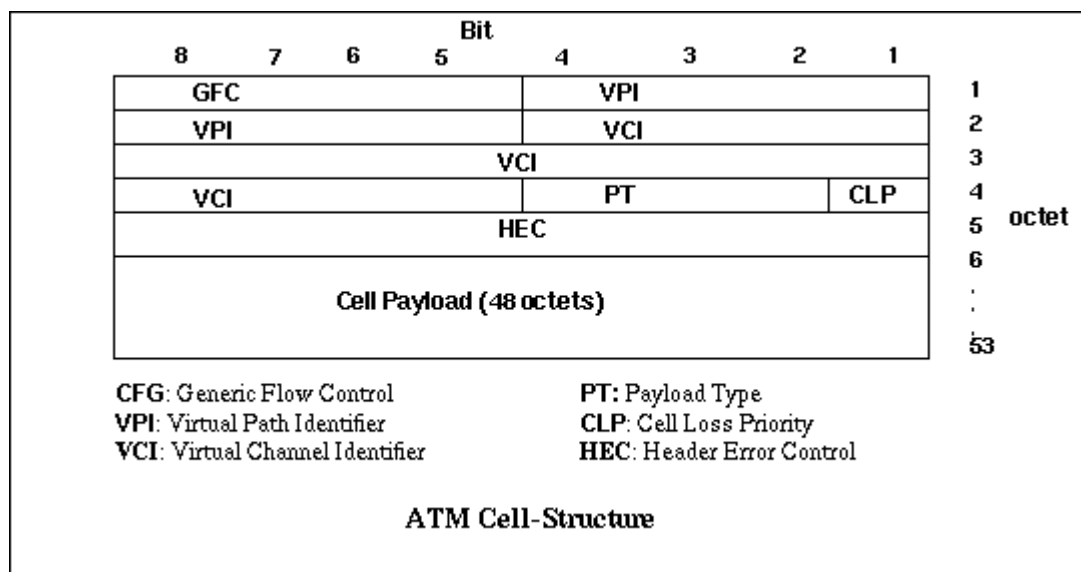 Bit
8 7 6 5 4 3 2 1
GFC VPI 1
VPI VCI 2
VCI 3
VCI PT CLP 4
HEC 5 octet
6
Cell Payload (48 octets) .
.
.
53
CFG: Generic Flow Control PT: Payload Type
VPI: Virtual Path Identifier CLP: Cell Loss Priority
VCI: Virtual Channel Identifier HEC: Header Error Control
ATM Cell-Structure